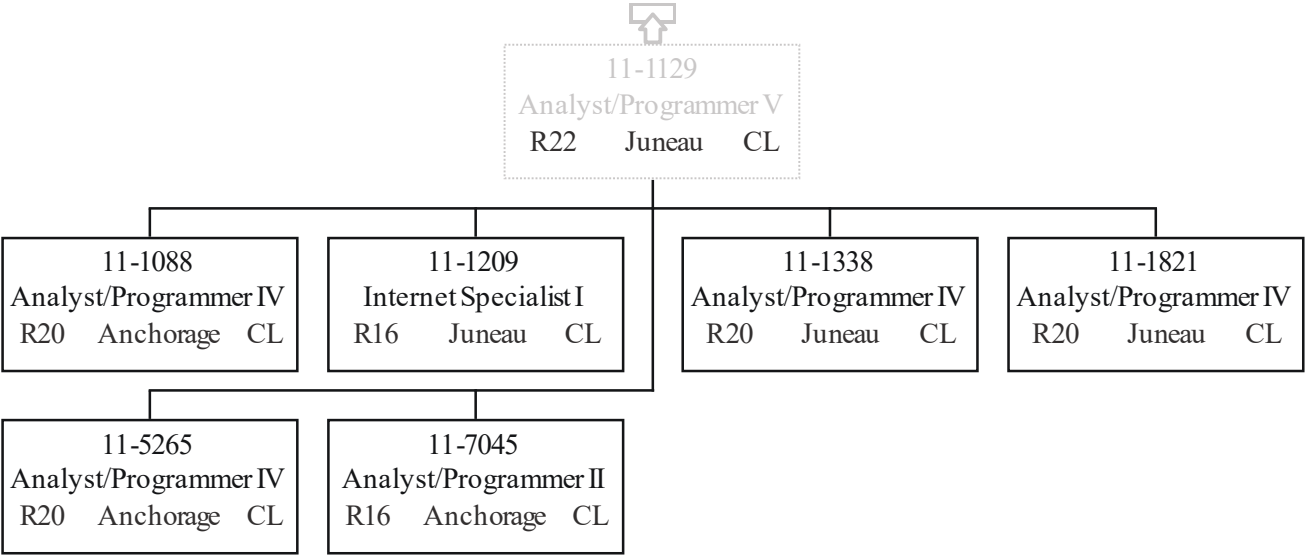 11-1129
Analyst/Programmer V
R22 Juneau CL
11-1088
Analyst/Programmer IV
R20 Anchorage CL
11-1209
Internet Specialist I
R16 Juneau CL
11-1338
Analyst/Programmer IV
R20 Juneau CL
11-1821
Analyst/Programmer IV
R20 Juneau CL
11-5265
Analyst/Programmer IV
R20 Anchorage CL
11-7045
Analyst/Programmer II
R16 Anchorage CL